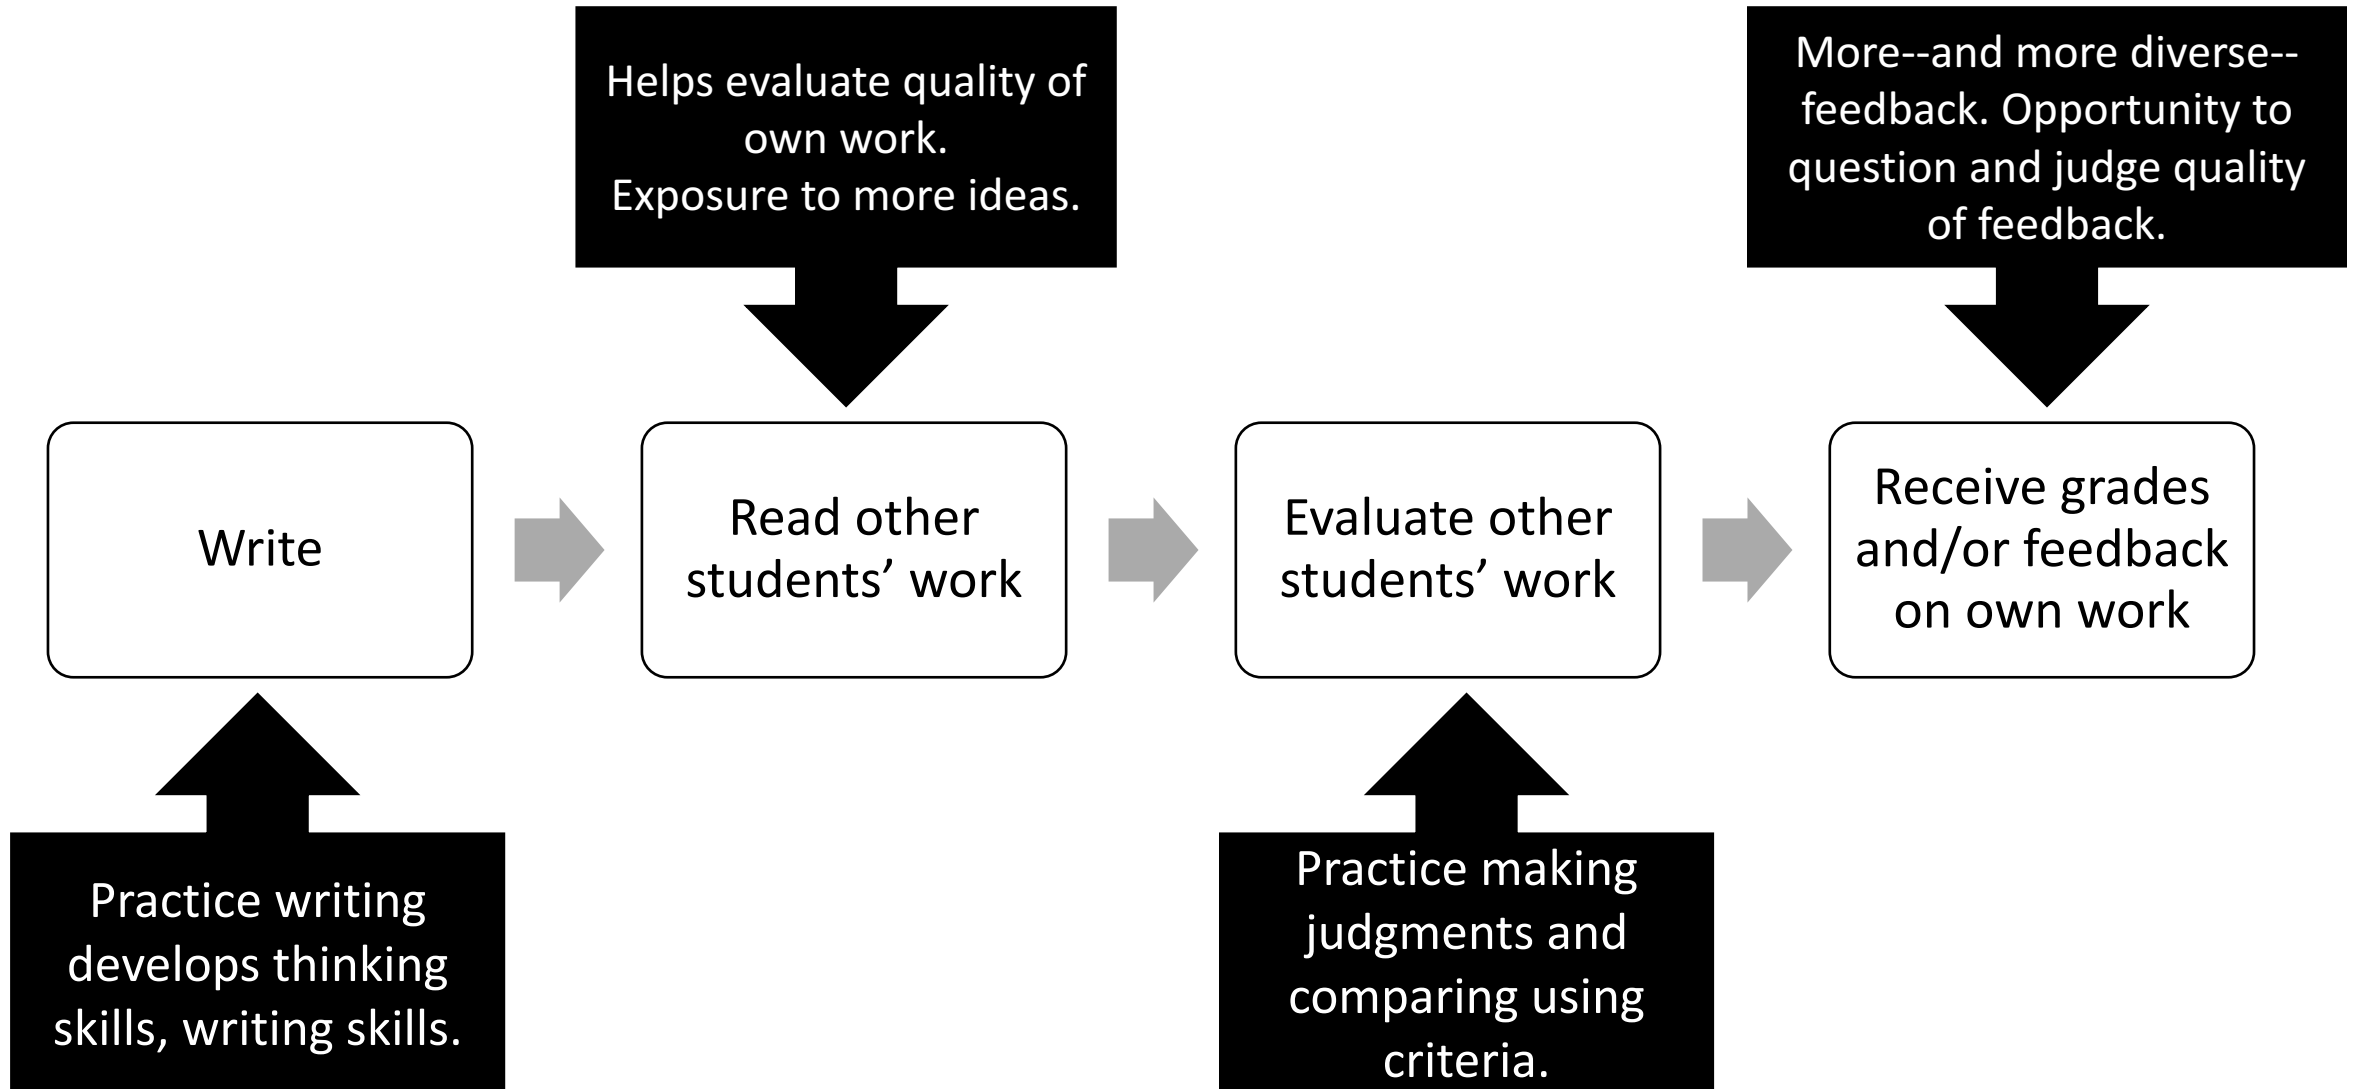 Helps evaluate quality of
own work.
Exposure to more ideas.
More--and more diverse--
feedback. Opportunity to
question and judge quality
of feedback.
Write
Read other
students’ work
Evaluate other
students’ work
Receive grades
and/or feedback
on own work
Practice writing
develops thinking
skills, writing skills.
Practice making
judgments and
comparing using
criteria.